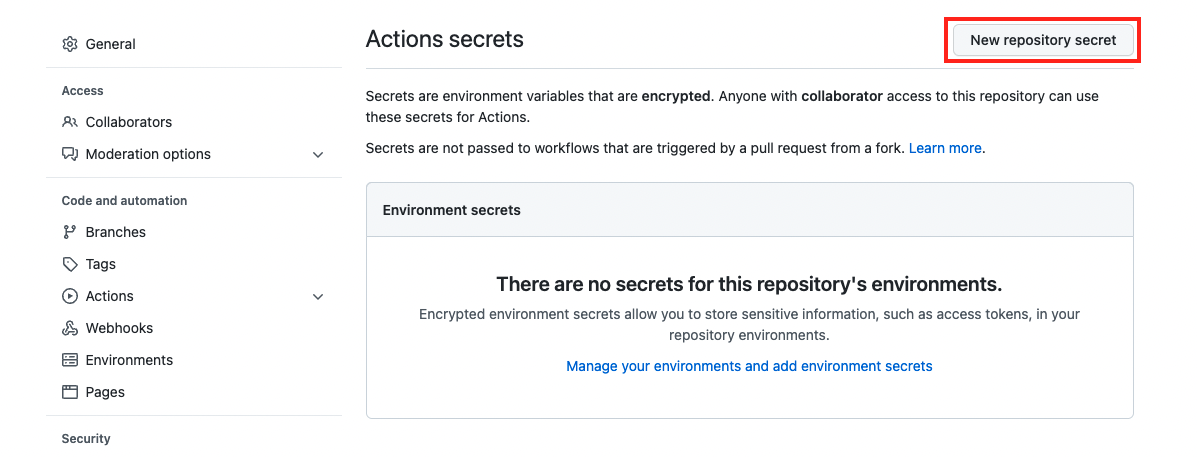 General
Access
Collaborators
Moderation options
Code and automation
Branches
Tags
Actions
Webhooks
Environments
Pages
Security
Actions secrets
New repository secret
Secrets are environment variables that are encrypted. Anyone with collaborator access to this repository can use
these secrets for Actions.
Secrets are not passed to workflows that are triggered by a pull request from a fork. Learn more.
Environment secrets
There are no secrets for this repository's environments.
Encrypted environment secrets allow you to store sensitive information, such as access tokens, in your
repository environments.
Manage your environments and add environment secrets